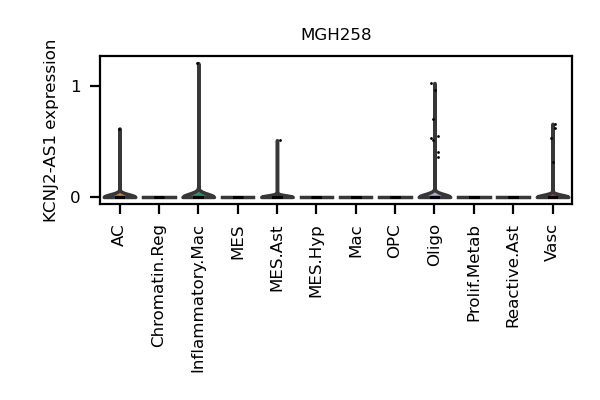 MGH258
KCNJ2-AS1 expression
1
0
AC
Chromatin.Reg
Inflammatory.Mac
MES
MES.Ast
MES.Hyp
Mac
OPC
Oligo
Prolif.Metab
Reactive.Ast
Vasc